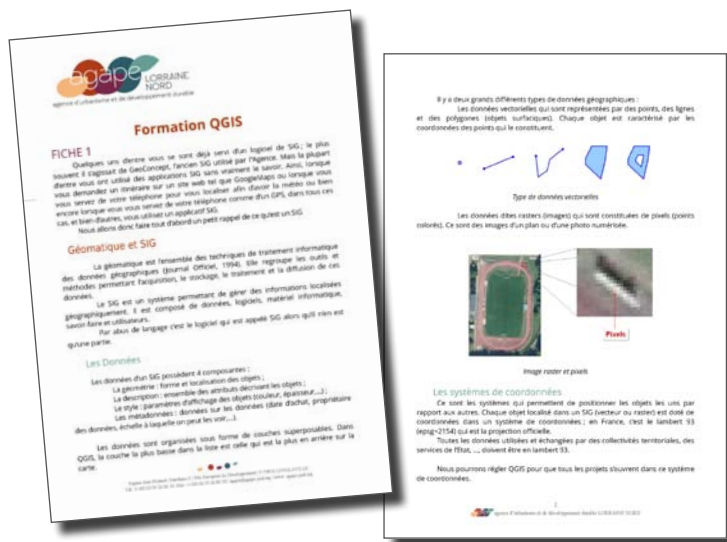 agape LORRAINE
NORD
agence d'urbanisme et de développement durable
Formation QGIS
FICHE 1
Quelques uns d'entre vous se sont déjà servi d'un logiciel de SIG ; le plus
souvent il s'agissait de GeoConcept, l'ancien SIG utilisé par l'Agence. Mais la plupart
d'entre vous ont utilisé des applications SIG sans vraiment le savoir. Ainsi, lorsque
vous demandez un itinéraire sur un site web tel que GoogleMaps ou lorsque vous
vous servez de votre téléphone pour vous localiser afin d'avoir la météo ou bien
encore lorsque vous vous servez de votre téléphone comme d'un GPS, dans tous ces
cas, et bien d'autres, vous utilisez un applicatif SIG.
Nous allons donc faire tout d'abord un petit rappel de ce qu'est un SIG
Géomatique et SIG
La géomatique est l'ensemble des techniques de traitement informatique
des données géographiques (Journal Officiel, 1994). Elle regroupe les outils et
méthodes permettant l'acquisition, le stockage, le traitement et la diffusion de ces
données.
Le SIG est un système permettant de gérer des informations localisées
géographiquement. Il est composé de données, logiciels, matériel informatique,
savoir-faire et utilisateurs.
Par abus de langage c'est le logiciel qui est appelé SIG alors qu'il n'en est
qu'une partie.
Les Données
Les données d'un SIG possèdent 4 composantes :
La géométrie : forme et localisation des objets ;
La description : ensemble des attributs décrivant les objets ;
Le style : paramètres d'affichage des objets (couleur, épaisseur,...) ;
Les métadonnées : données sur les données (date d'achat, propriétaire
des données, échelle à laquelle on peut les voir,...).
Les données sont organisées sous forme de couches superposables. Dans
QGIS, la couche la plus basse dans la liste est celle qui est la plus en arrière sur la
carte.
Il y a deux grands différents types de données géographiques :
Les données vectorielles qui sont représentées par des points, des lignes
et des polygones (objets surfaciques). Chaque objet est caractérisé par les
coordonnées des points qui le constituent.
Type de données vectorielles
Les données dites rasters (images) qui sont constituées de pixels (points
colorés). Ce sont des images d'un plan ou d'une photo numérisée.
Pixels
Image raster et pixels
Les systèmes de coordonnées
Ce sont les systèmes qui permettent de positionner les objets les uns par
rapport aux autres. Chaque objet localisé dans un SIG (vecteur ou raster) est doté de
coordonnées dans un système de coordonnées ; en France, c'est le lambert 93
(epsg=2154) qui est la projection officielle.
Toutes les données utilisées et échangées par des collectivités territoriales, des
services de l'Etat, ..., doivent être en lambert 93.
Nous pourrons régler QGIS pour que tous les projets s'ouvrent dans ce système
de coordonnées.
2
agence d'urbanisme et de développement durable LORRAINE NORD